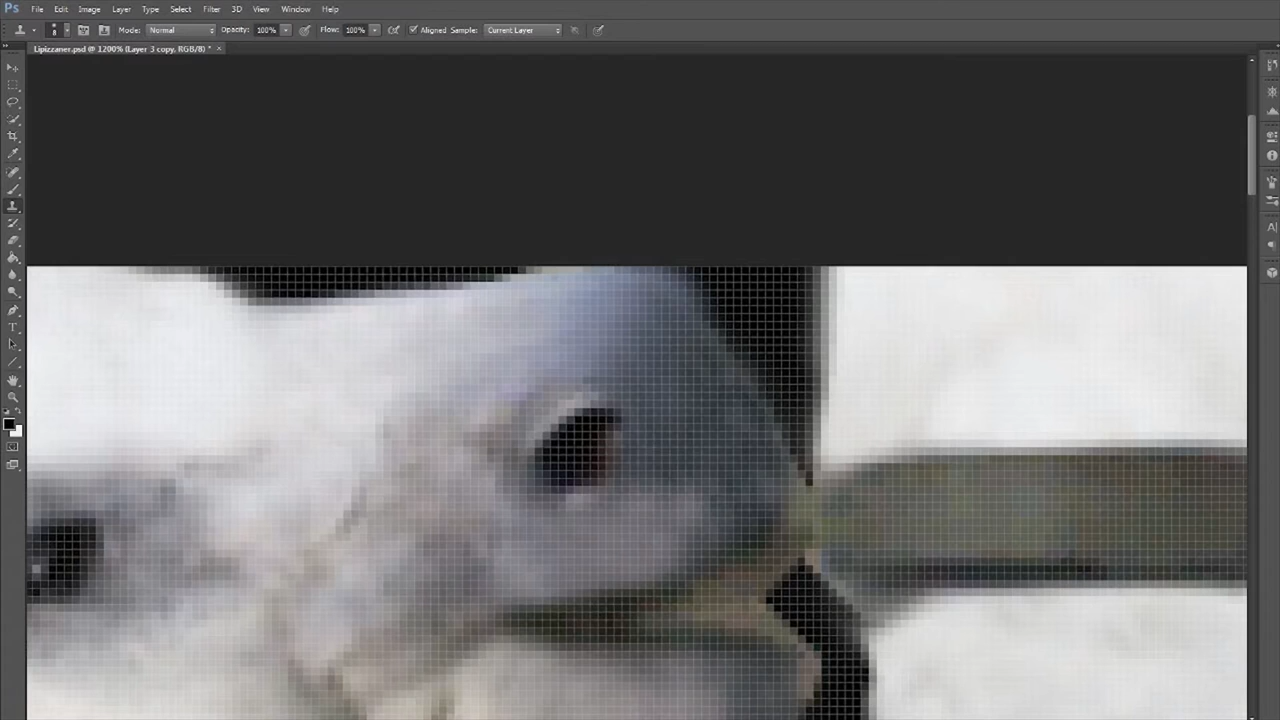 Ps File Edit Image Layer Type Select Filter 3D View Window Help
8 Mode: Normal Opacity: 100% Flow: 100% Aligned Sample: Current Layer
Lipizzaner.psd @ 1200% (Layer 3 copy, RGB/8) * ×